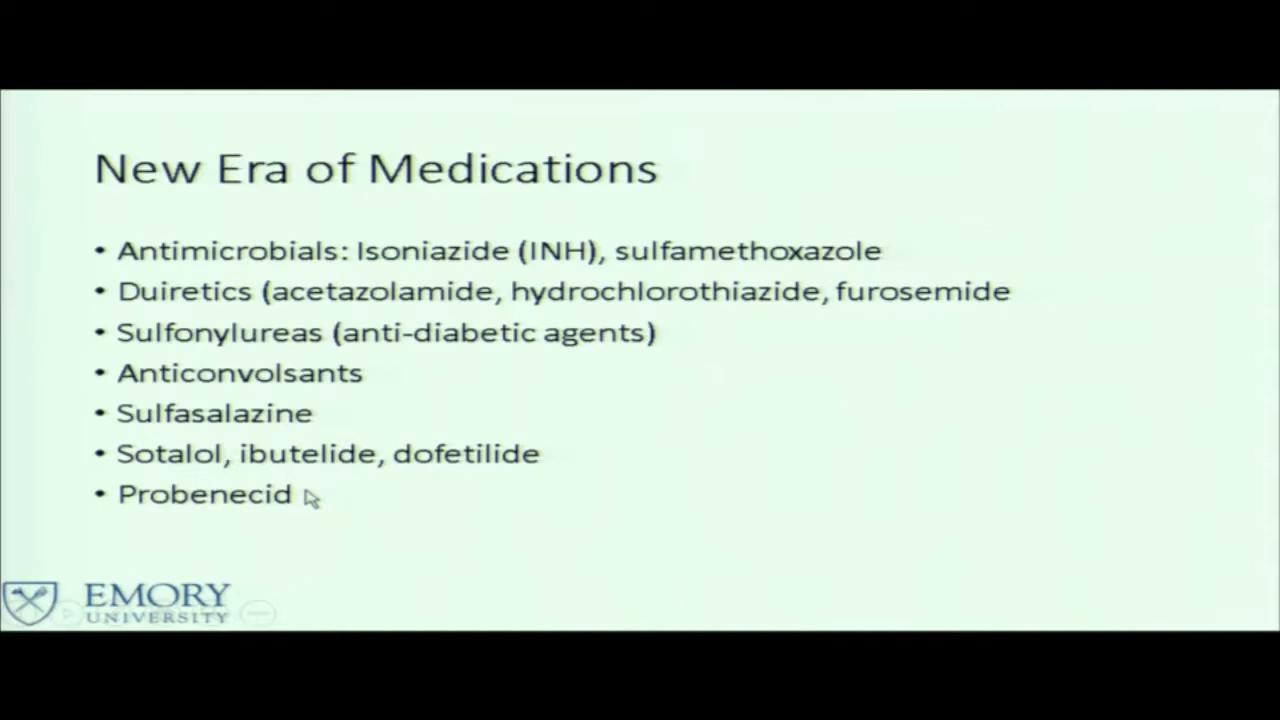 New Era of Medications
• Antimicrobials: Isoniazide (INH), sulfamethoxazole
• Duiretics (acetazolamide, hydrochlorothiazide, furosemide
• Sulfonylureas (anti-diabetic agents)
• Anticonvolsants
• Sulfasalazine
• Sotalol, ibutelide, dofetilide
• Probenecid
EMORY
UNIVERSITY